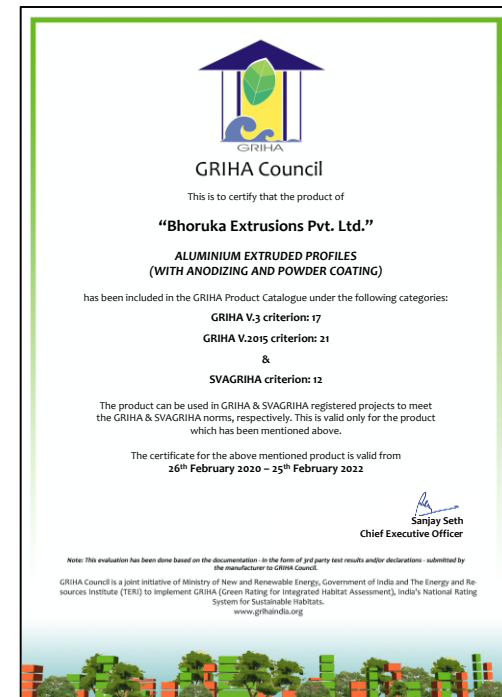 GRIHA
GRIHA Council
This is to certify that the product of
“Bhoruka Extrusions Pvt. Ltd.”
ALUMINIUM EXTRUDED PROFILES
(WITH ANODIZING AND POWDER COATING)
has been included in the GRIHA Product Catalogue under the following categories:
GRIHA V.3 criterion: 17
GRIHA V.2015 criterion: 21
&
SVAGRIHA criterion: 12
The product can be used in GRIHA & SVAGRIHA registered projects to meet
the GRIHA & SVAGRIHA norms, respectively. This is valid only for the product
which has been mentioned above.
The certificate for the above mentioned product is valid from
26th February 2020 – 25th February 2022
Sanjay Seth
Chief Executive Officer
Note: This evaluation has been done based on the documentation - in the form of 3rd party test results and/or declarations - submitted by
the manufacturer to GRIHA Council.
GRIHA Council is a joint initiative of Ministry of New and Renewable Energy, Government of India and The Energy and Re-
sources Institute (TERI) to implement GRIHA (Green Rating for Integrated Habitat Assessment), India's National Rating
System for Sustainable Habitats.
www.grihaindia.org